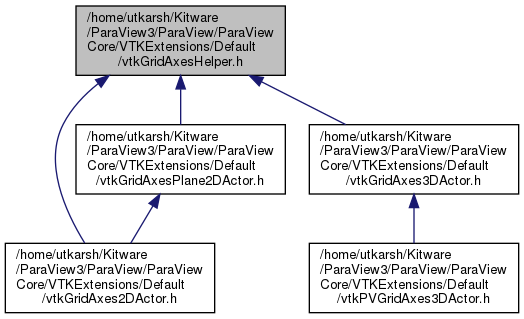 /home/utkarsh/Kitware
/ParaView3/ParaView/ParaView
Core/VTKExtensions/Default
/vtkGridAxesHelper.h
/home/utkarsh/Kitware
/ParaView3/ParaView/ParaView
Core/VTKExtensions/Default
/vtkGridAxesPlane2DActor.h
/home/utkarsh/Kitware
/ParaView3/ParaView/ParaView
Core/VTKExtensions/Default
/vtkGridAxes3DActor.h
/home/utkarsh/Kitware
/ParaView3/ParaView/ParaView
Core/VTKExtensions/Default
/vtkGridAxes2DActor.h
/home/utkarsh/Kitware
/ParaView3/ParaView/ParaView
Core/VTKExtensions/Default
/vtkPVGridAxes3DActor.h